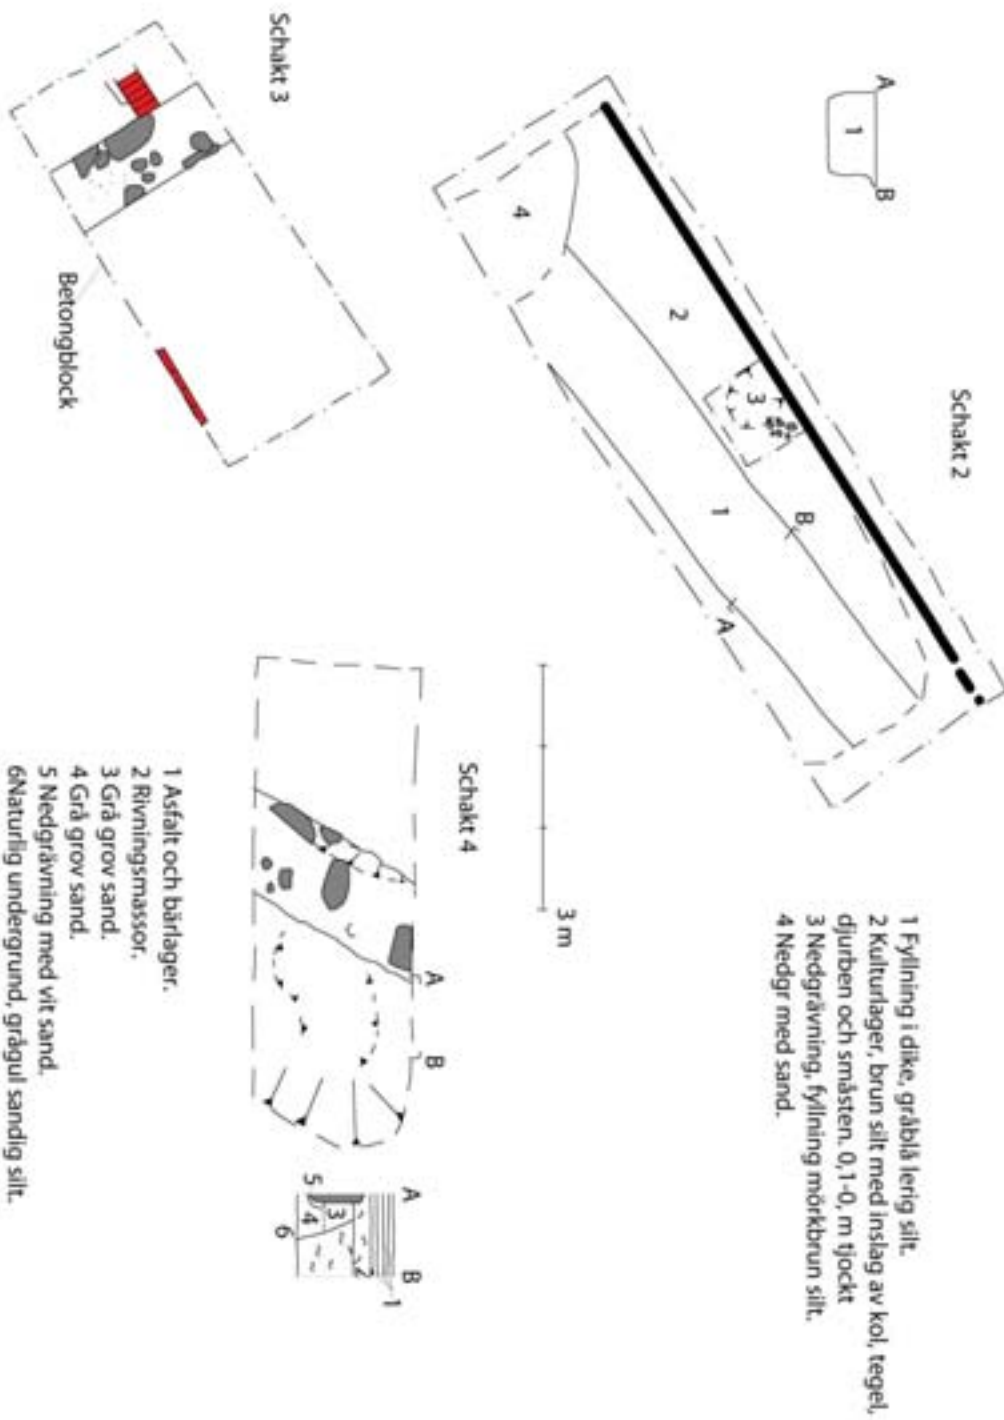 Schakt 2
A
B
1
2
3
4
B
1
A
1 Fyllning i dike, gråblå lerig silt.
2 Kulturlager, brun silt med inslag av kol, tegel,
djurben och småsten. 0,1-0, m tjockt
3 Nedgrävning, fyllning mörkbrun silt.
4 Nedgr med sand.
3 m
Schakt 3
Betongblock
Schakt 4
A
B
A
B
1
2
3
4
5
6
1 Asfalt och bärlager.
2 Rivningsmassor.
3 Grå grov sand.
4 Grå grov sand.
5 Nedgrävning med vit sand.
6Naturlig undergrund, grågul sandig silt.